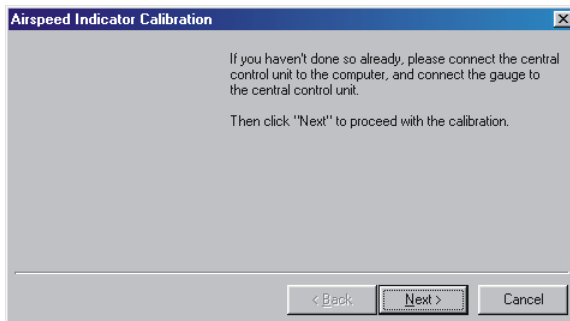 Airspeed Indicator Calibration
If you haven't done so already, please connect the central
control unit to the computer, and connect the gauge to
the central control unit.
Then click "Next" to proceed with the calibration.
< Back
Next >
Cancel